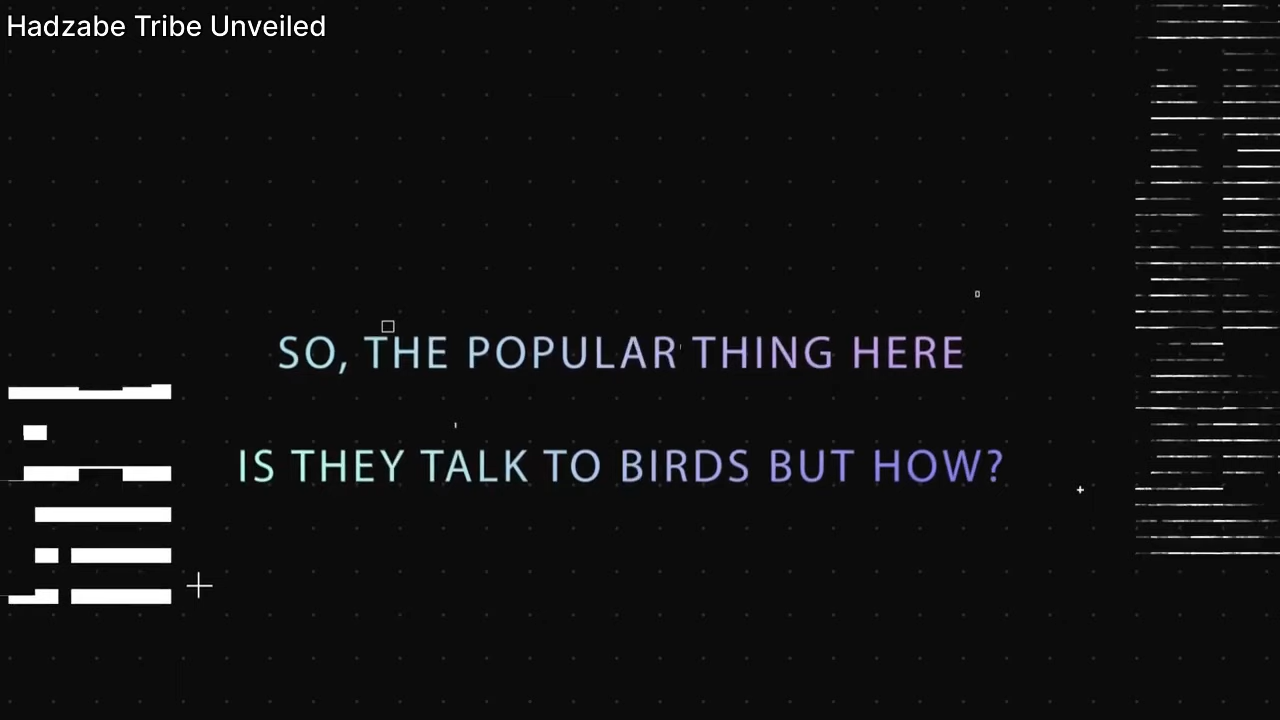 Hadzabe Tribe Unveiled
SO, THE POPULAR THING HERE
IS THEY TALK TO BIRDS BUT HOW?